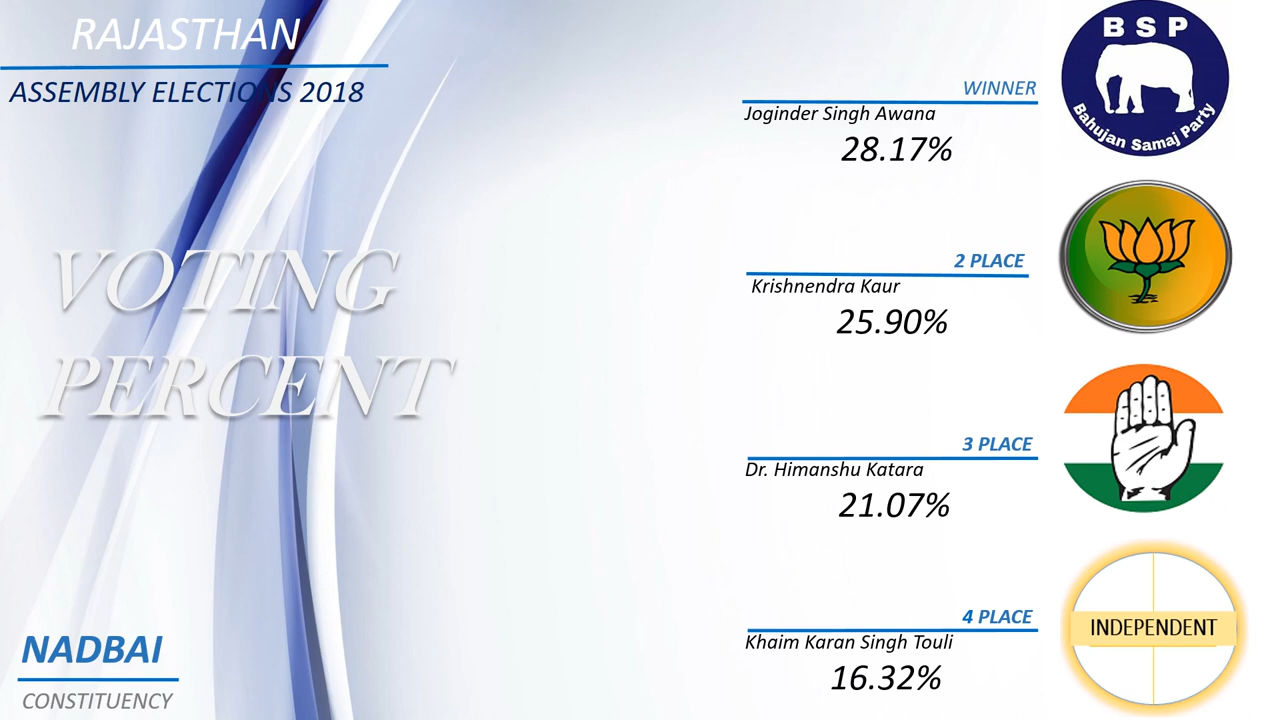 RAJASTHAN
ASSEMBLY ELECTIONS 2018
VOTING
PERCENT
NADBAI
CONSTITUENCY
WINNER
Joginder Singh Awana
28.17%
BSP
Bahujan Samaj Party
2 PLACE
Krishnendra Kaur
25.90%
3 PLACE
Dr. Himanshu Katara
21.07%
4 PLACE
Khaim Karan Singh Touli
16.32%
INDEPENDENT